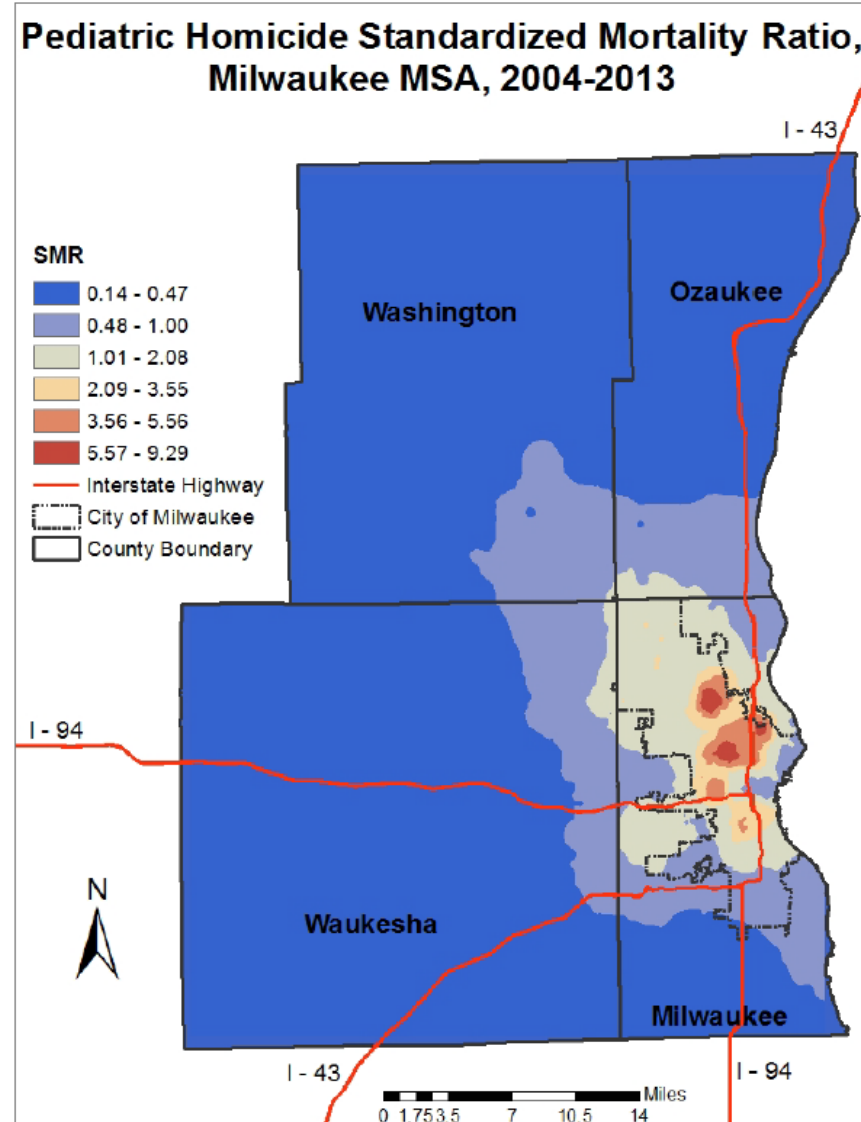 Pediatric Homicide Standardized Mortality Ratio,
Milwaukee MSA, 2004-2013
I - 43
SMR
0.14 - 0.47
0.48 - 1.00
1.01 - 2.08
2.09 - 3.55
3.56 - 5.56
5.57 - 9.29
Interstate Highway
City of Milwaukee
County Boundary
Washington
Ozaukee
I - 94
N
Waukesha
Milwaukee
I - 43
I - 94
Miles
0 1.75 3.5 7 10.5 14